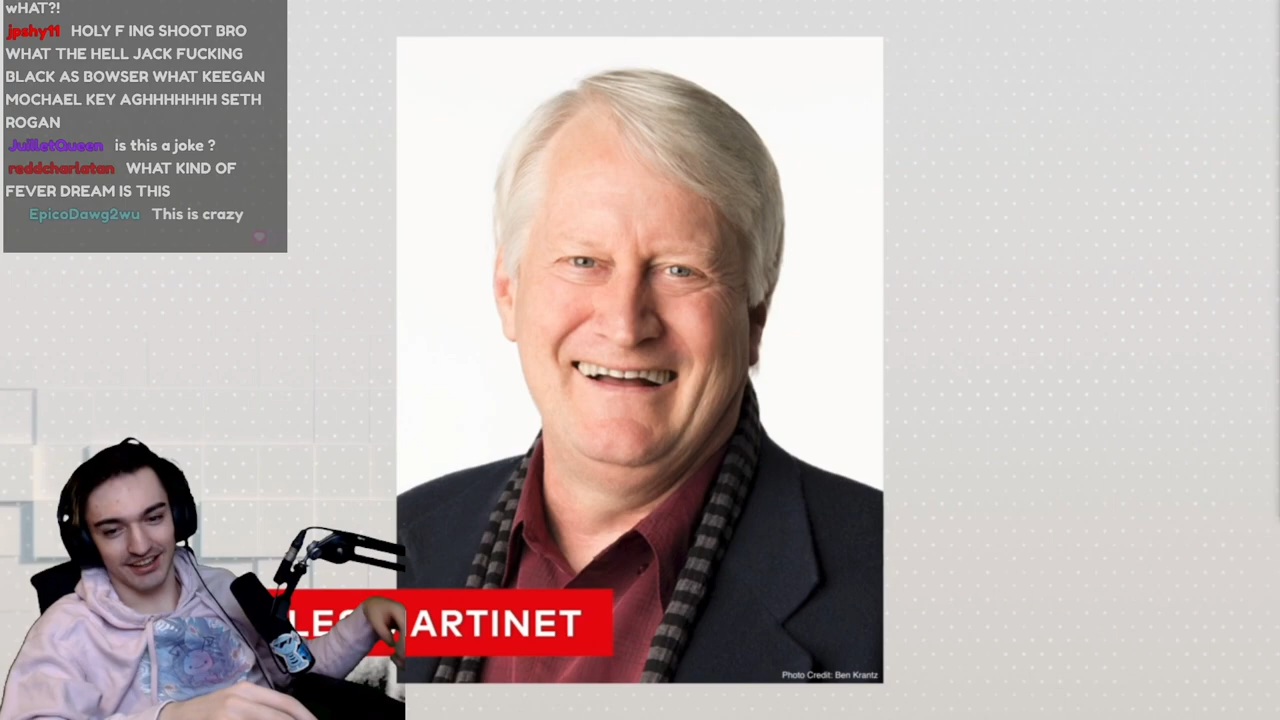 wHAT?!
jpshy11 HOLY F ING SHOOT BRO
WHAT THE HELL JACK FUCKING
BLACK AS BOWSER WHAT KEEGAN
MOCHAEL KEY AGHHHHHHH SETH
ROGAN
JuilletQueen is this a joke ?
reddcharlatan WHAT KIND OF
FEVER DREAM IS THIS
EpicoDawg2wu This is crazy
LES ARTINET
Photo Credit: Ben Krantz